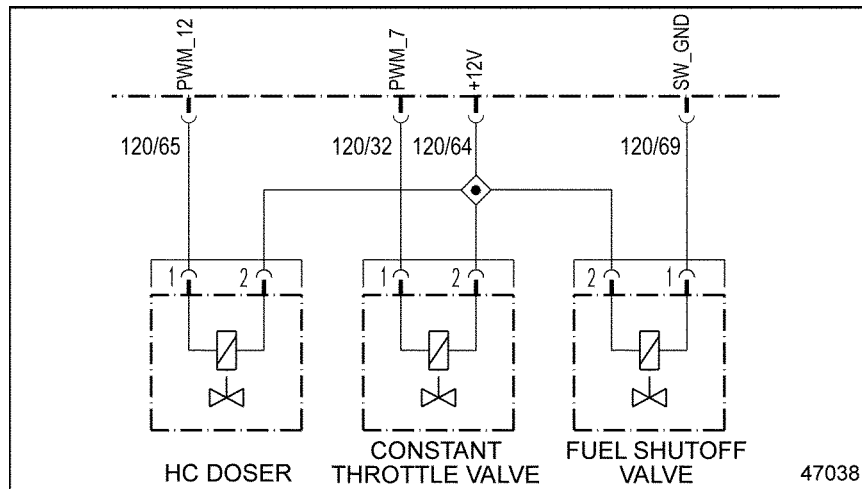 PWM_12
PWM_7
+12V
SW_GND
120/65
120/32
120/64
120/69
1
2
1
2
2
1
HC DOSER
CONSTANT
THROTTLE VALVE
FUEL SHUTOFF
VALVE
47038